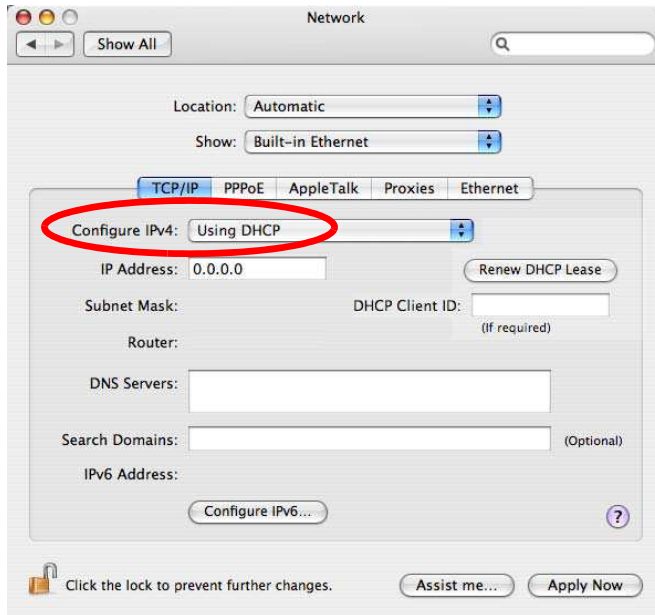 Network
Show All
Location: Automatic
Show: Built-in Ethernet
TCP/IP PPPoE AppleTalk Proxies Ethernet
Configure IPv4: Using DHCP
IP Address: 0.0.0.0 Renew DHCP Lease
Subnet Mask: DHCP Client ID:
(If required)
Router:
DNS Servers:
Search Domains: (Optional)
IPv6 Address:
Configure IPv6... ?
Click the lock to prevent further changes. Assist me... Apply Now